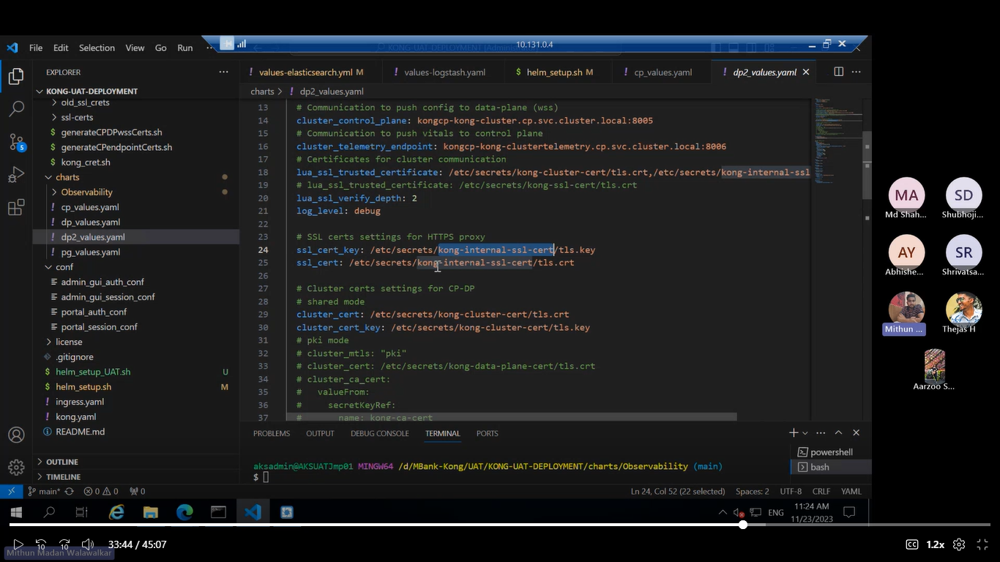 File Edit Selection View Go Run ··· 10.131.0.4
EXPLORER ···
values-elasticsearch.yml M values-logstash.yml $ helm_setup.sh M cp_values.yaml dp2_values.yaml
KONG-UAT-DEPLOYMENT
charts > ! dp2_values.yaml
old_ssl_crets
ssl-certs
$ generateCPDPwssCerts.sh
$ generateCPendpointCerts.sh
$ kong_cret.sh
charts
Observability
! cp_values.yaml
! dp_values.yaml
! dp2_values.yaml
! pg_values.yaml
conf
admin_gui_auth_conf
admin_gui_session_conf
portal_auth_conf
portal_session_conf
license
.gitignore
$ helm_setup_UAT.sh U
$ helm_setup.sh M
! ingress.yaml
! kong.yaml
README.md
OUTLINE
TIMELINE
13 # Communication to push config to data-plane (wss)
14 cluster_control_plane: kongcp-kong-cluster.cp.svc.cluster.local:8005
15 # Communication to push vitals to control plane
16 cluster_telemetry_endpoint: kongcp-kong-clustertelemetry.cp.svc.cluster.local:8006
17 # Certificates for cluster communication
18 lua_ssl_trusted_certificate: /etc/secrets/kong-cluster-cert/tls.crt,/etc/secrets/kong-internal-ssl
19 # lua_ssl_trusted_certificate: /etc/secrets/kong-ssl-cert/tls.crt
20 lua_ssl_verify_depth: 2
21 log_level: debug
22
23 # SSL certs settings for HTTPS proxy
24 ssl_cert_key: /etc/secrets/kong-internal-ssl-cert/tls.key
25 ssl_cert: /etc/secrets/kong-internal-ssl-cert/tls.crt
26
27 # Cluster certs settings for CP-DP
28 # shared mode
29 cluster_cert: /etc/secrets/kong-cluster-cert/tls.crt
30 cluster_cert_key: /etc/secrets/kong-cluster-cert/tls.key
31 # pki mode
32 # cluster_mtls: "pki"
33 # cluster_cert: /etc/secrets/kong-data-plane-cert/tls.crt
34 # cluster_ca_cert:
35 #   valueFrom:
36 #     secretKeyRef:
37 #       name: kong-ca-cert
PROBLEMS OUTPUT DEBUG CONSOLE TERMINAL PORTS
powershell
bash
aksadmin@AKSUATJmp01 MINGW64 /d/MBank-Kong/UAT/KONG-UAT-DEPLOYMENT/charts/Observability (main)
$
5
main* 0 0 0 Ln 24, Col 52 (22 selected) Spaces: 2 UTF-8 CRLF YAML
ENG 11:24 AM
11/23/2023
MA SD
Md Shah... Shubhoji...
AY SR
Abhishe... Shrivatsa...
Mithun ... Thejas H
Aarzoo S...
10 10 33:44 / 45:07 CC 1.2x
Mithun Madan Walawalkar